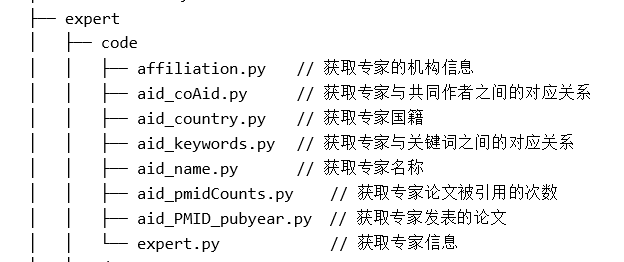 ├── expert
│   ├── code
│   │   ├── affiliation.py   // 获取专家的机构信息
│   │   ├── aid_coAid.py     // 获取专家与共同作者之间的对应关系
│   │   ├── aid_country.py   // 获取专家国籍
│   │   ├── aid_keywords.py  // 获取专家与关键词之间的对应关系
│   │   ├── aid_name.py      // 获取专家名称
│   │   ├── aid_pmidCounts.py    // 获取专家论文被引用的次数
│   │   ├── aid_PMID_pubyear.py  // 获取专家发表的论文
│   │   └── expert.py            // 获取专家信息